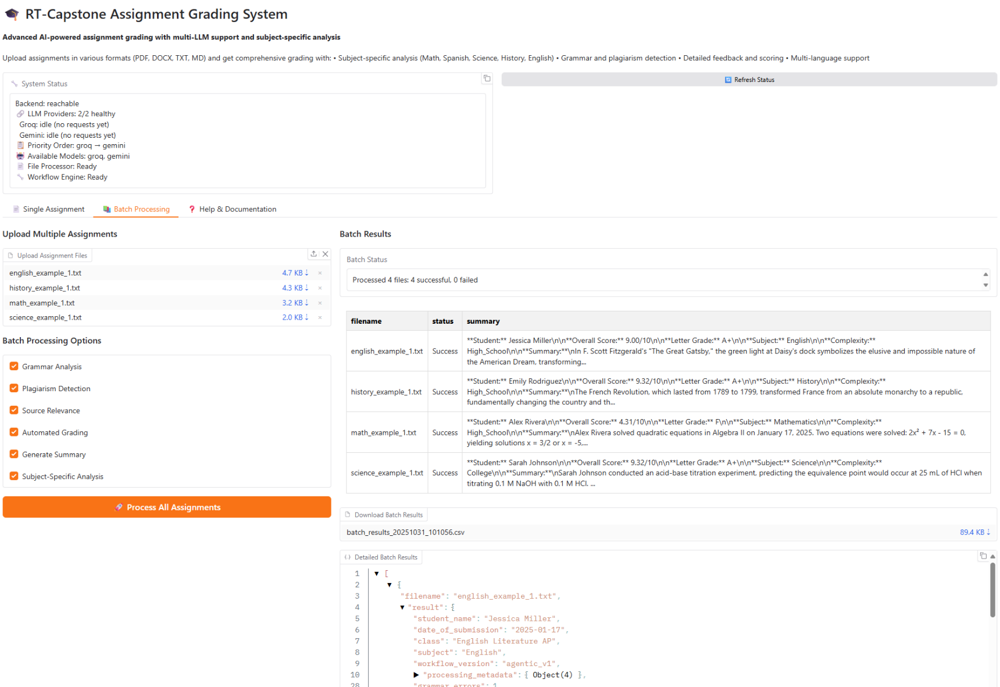 RT-Capstone Assignment Grading System
Advanced AI-powered assignment grading with multi-LLM support and subject-specific analysis
Upload assignments in various formats (PDF, DOCX, TXT, MD) and get comprehensive grading with: • Subject-specific analysis (Math, Spanish, Science, History, English) • Grammar and plagiarism detection • Detailed feedback and scoring • Multi-language support
System Status
Refresh Status
Backend: reachable
LLM Providers: 2/2 healthy
Groq: idle (no requests yet)
Gemini: idle (no requests yet)
Priority Order: groq → gemini
Available Models: groq, gemini
File Processor: Ready
Workflow Engine: Ready
Single Assignment
Batch Processing
Help & Documentation
Upload Multiple Assignments
Upload Assignment Files
english_example_1.txt 4.7 KB ⇣ ×
history_example_1.txt 4.3 KB ⇣ ×
math_example_1.txt 3.2 KB ⇣ ×
science_example_1.txt 2.0 KB ⇣ ×
Batch Processing Options
Grammar Analysis
Plagiarism Detection
Source Relevance
Automated Grading
Generate Summary
Subject-Specific Analysis
Process All Assignments
Batch Results
Batch Status
Processed 4 files: 4 successful, 0 failed
filename status summary
english_example_1.txt Success **Student:** Jessica Miller\n\n**Overall Score:** 9.00/10\n\n**Letter Grade:** A+\n\n**Subject:** English\n\n**Complexity:**
High_School\n\n**Summary:**\nIn F. Scott Fitzgerald's "The Great Gatsby," the green light at Daisy's dock symbolizes the elusive and impossible nature of
the American Dream, transforming...
history_example_1.txt Success **Student:** Emily Rodriguez\n\n**Overall Score:** 9.32/10\n\n**Letter Grade:** A+\n\n**Subject:** History\n\n**Complexity:**
High_School\n\n**Summary:**\nThe French Revolution, which lasted from 1789 to 1799, transformed France from an absolute monarchy to a republic,
fundamentally changing the country and th...
math_example_1.txt Success **Student:** Alex Rivera\n\n**Overall Score:** 4.31/10\n\n**Letter Grade:** F\n\n**Subject:** Mathematics\n\n**Complexity:**
High_School\n\n**Summary:**\nAlex Rivera solved quadratic equations in Algebra II on January 17, 2025. Two equations were solved: 2x² + 7x - 15 = 0,
yielding solutions x = 3/2 or x = -5,...
science_example_1.txt Success **Student:** Sarah Johnson\n\n**Overall Score:** 9.32/10\n\n**Letter Grade:** A+\n\n**Subject:** Science\n\n**Complexity:**
College\n\n**Summary:**\nSarah Johnson conducted an acid-base titration experiment, predicting the equivalence point would occur at 25 mL of HCl when
titrating 0.1 M NaOH with 0.1 M HCl. ...
Download Batch Results
batch_results_20251031_101056.csv 89.4 KB ⇣
Detailed Batch Results
1 [
2 {
3 "filename": "english_example_1.txt",
4 "result": {
5 "student_name": "Jessica Miller",
6 "date_of_submission": "2025-01-17",
7 "class": "English Literature AP",
8 "subject": "English",
9 "workflow_version": "agentic_v1",
10 "processing_metadata": { Object(4) },
28 "grammar_errors": 1,